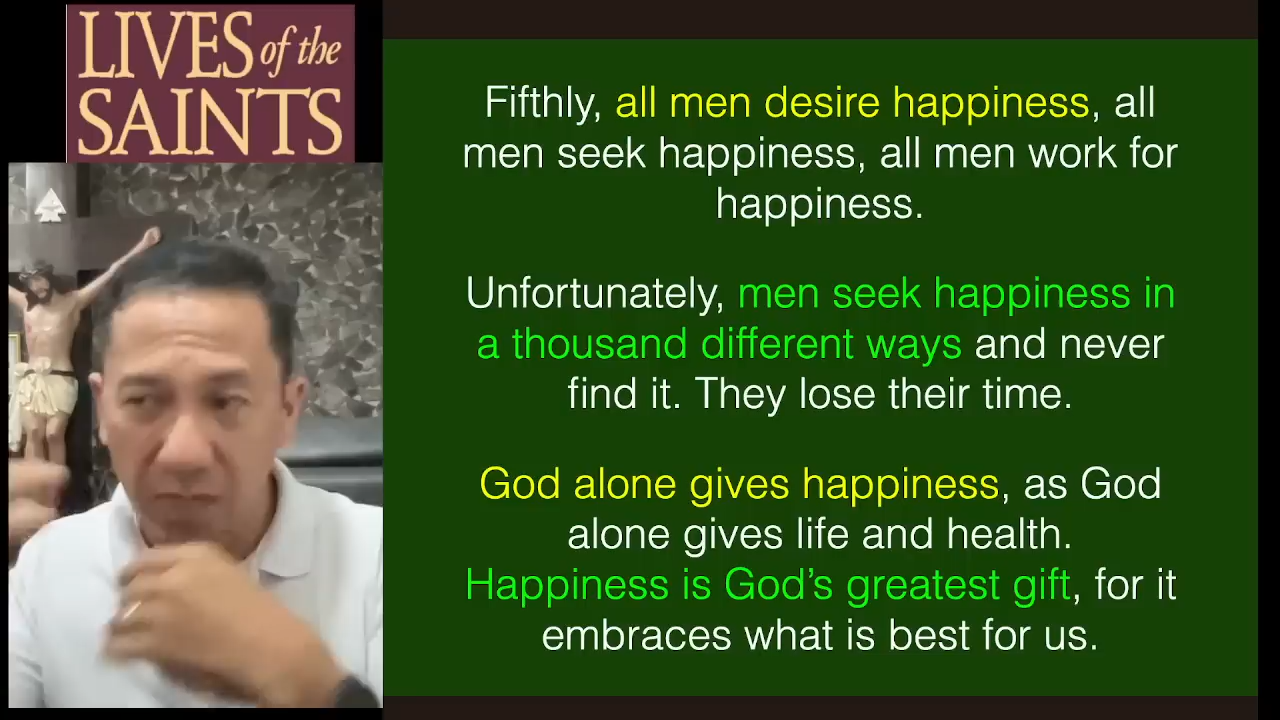 LIVES of the
SAINTS
Fifthly, all men desire happiness, all
men seek happiness, all men work for
happiness.
Unfortunately, men seek happiness in
a thousand different ways and never
find it. They lose their time.
God alone gives happiness, as God
alone gives life and health.
Happiness is God’s greatest gift, for it
embraces what is best for us.